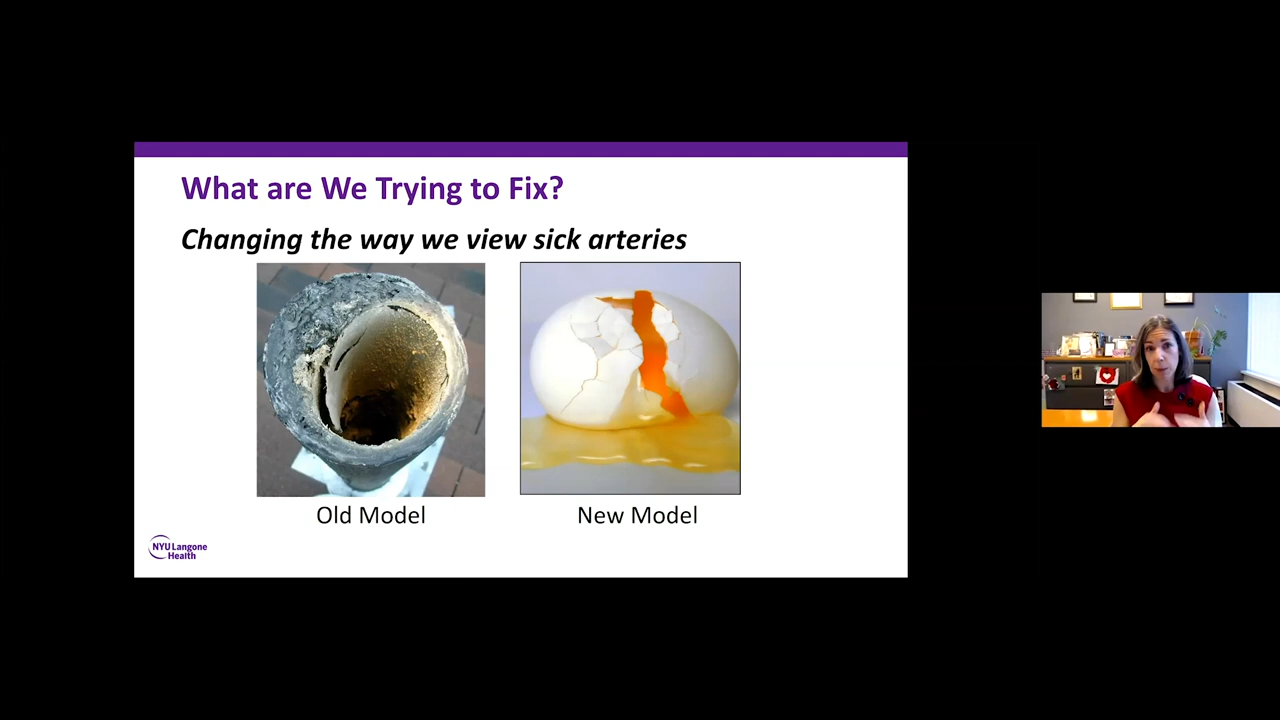 What are We Trying to Fix?
Changing the way we view sick arteries
Old Model
New Model
NYU Langone
Health